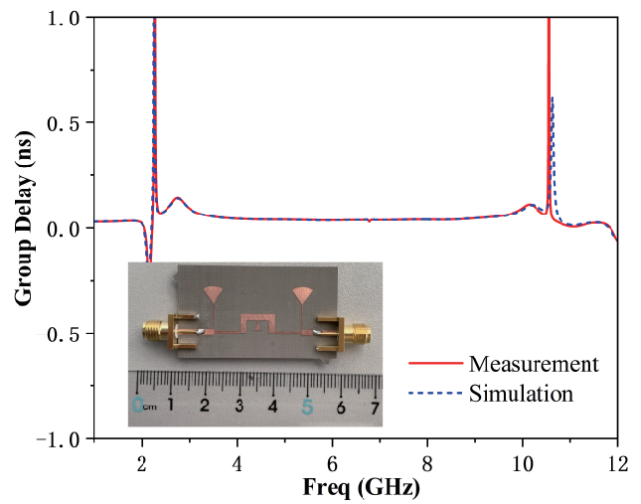 1.0
0.5
0.0
-0.5
-1.0
Group Delay (ns)
0cm 1 2 3 4 5 6 7
Measurement
Simulation
2 4 6 8 10 12
Freq (GHz)